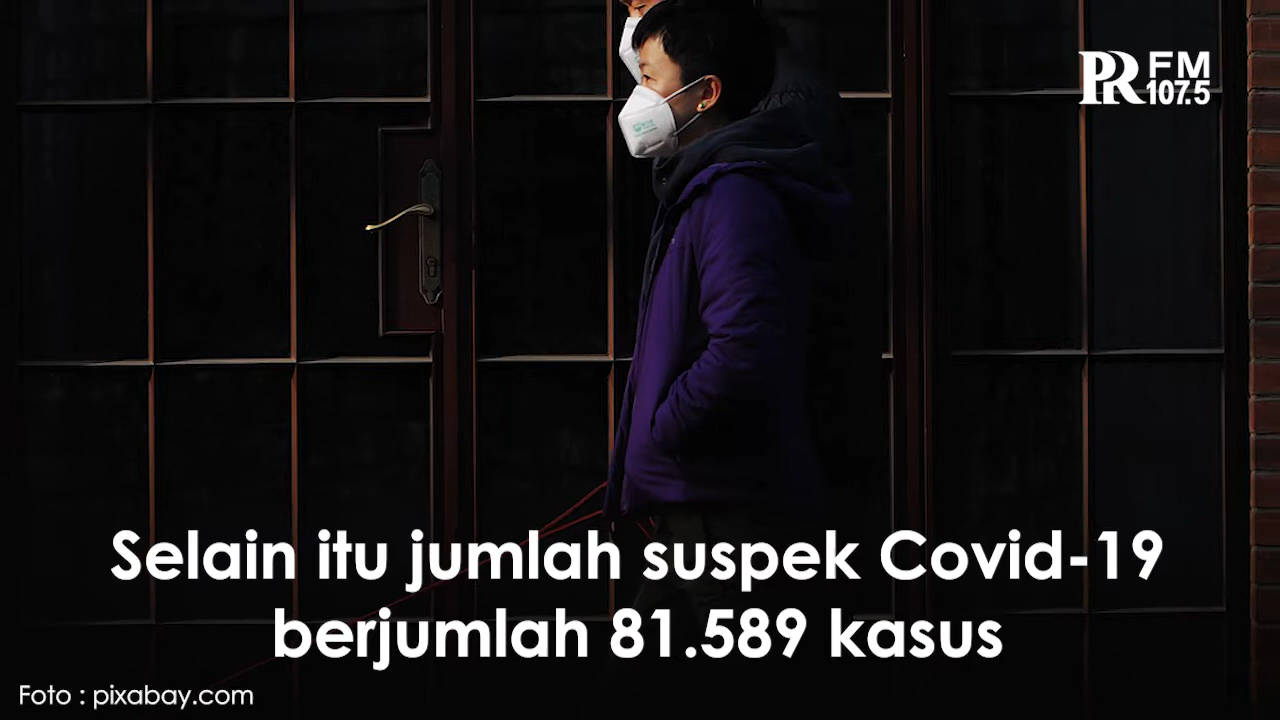 PR FM
107.5
Selain itu jumlah suspek Covid-19
berjumlah 81.589 kasus
Foto : pixabay.com